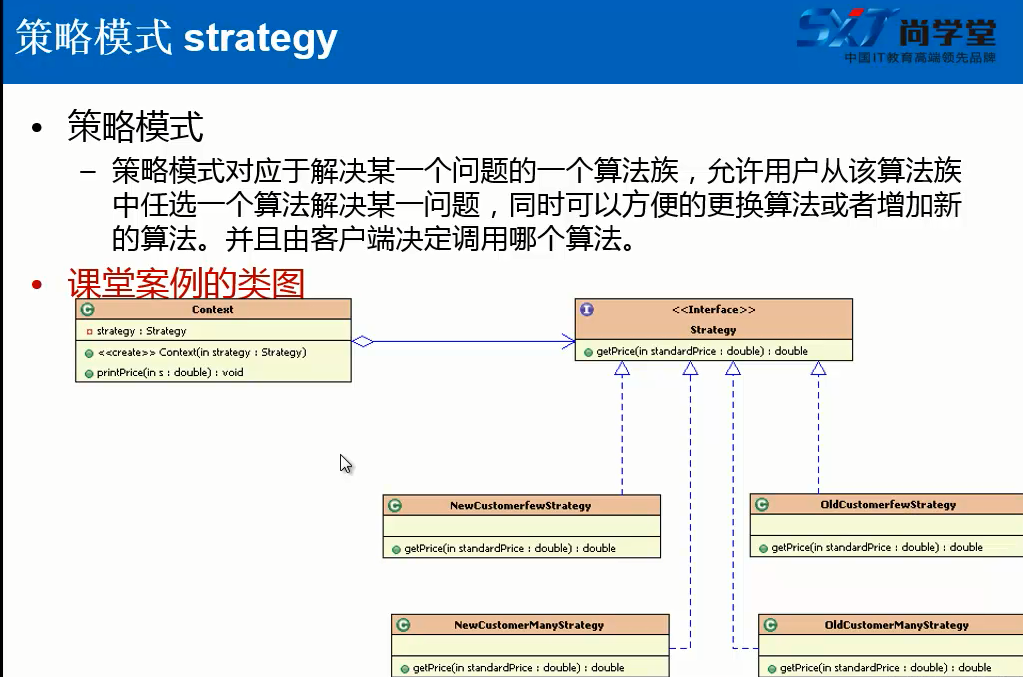 策略模式 strategy
SXT 尚学堂
中国IT教育高端领先品牌
• 策略模式
– 策略模式对应于解决某一个问题的一个算法族，允许用户从该算法族
中任选一个算法解决某一问题，同时可以方便的更换算法或者增加新
的算法。并且由客户端决定调用哪个算法。
• 课堂案例的类图
C Context
strategy : Strategy
<<create>> Context(in strategy : Strategy)
printPrice(in s : double) : void
I <<Interface>>
Strategy
getPrice(in standardPrice : double) : double
C NewCustomerfewStrategy
getPrice(in standardPrice : double) : double
C OldCustomerfewStrategy
getPrice(in standardPrice : double) : double
C NewCustomerManyStrategy
getPrice(in standardPrice : double) : double
C OldCustomerManyStrategy
getPrice(in standardPrice : double) : double